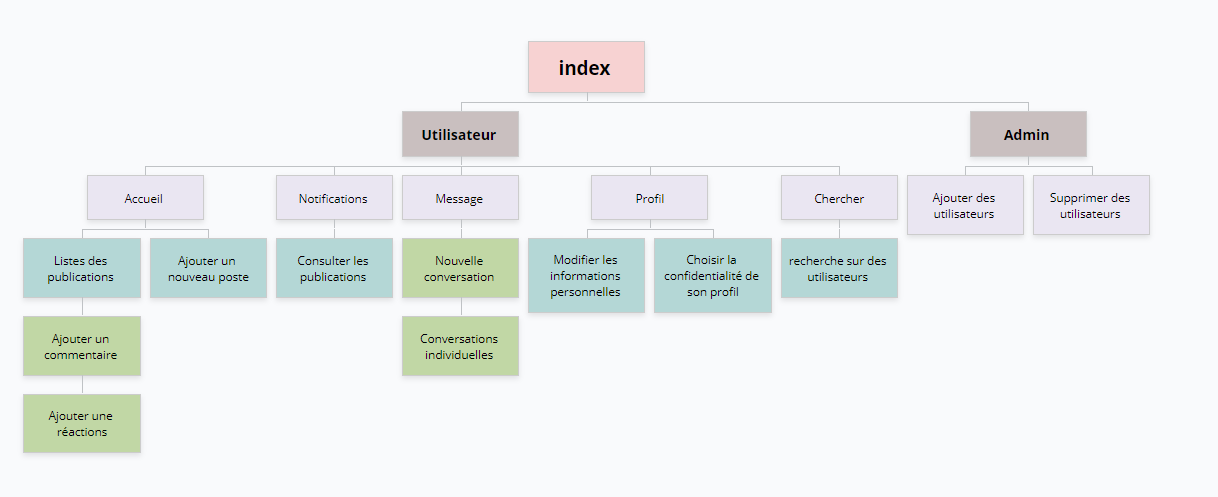 index
Utilisateur
Admin
Accueil
Notifications
Message
Profil
Chercher
Ajouter des
utilisateurs
Supprimer des
utilisateurs
Listes des
publications
Ajouter un
nouveau poste
Consulter les
publications
Nouvelle
conversation
Modifier les
informations
personnelles
Choisir la
confidentialité de
son profil
recherche sur des
utilisateurs
Ajouter un
commentaire
Conversations
individuelles
Ajouter une
réactions